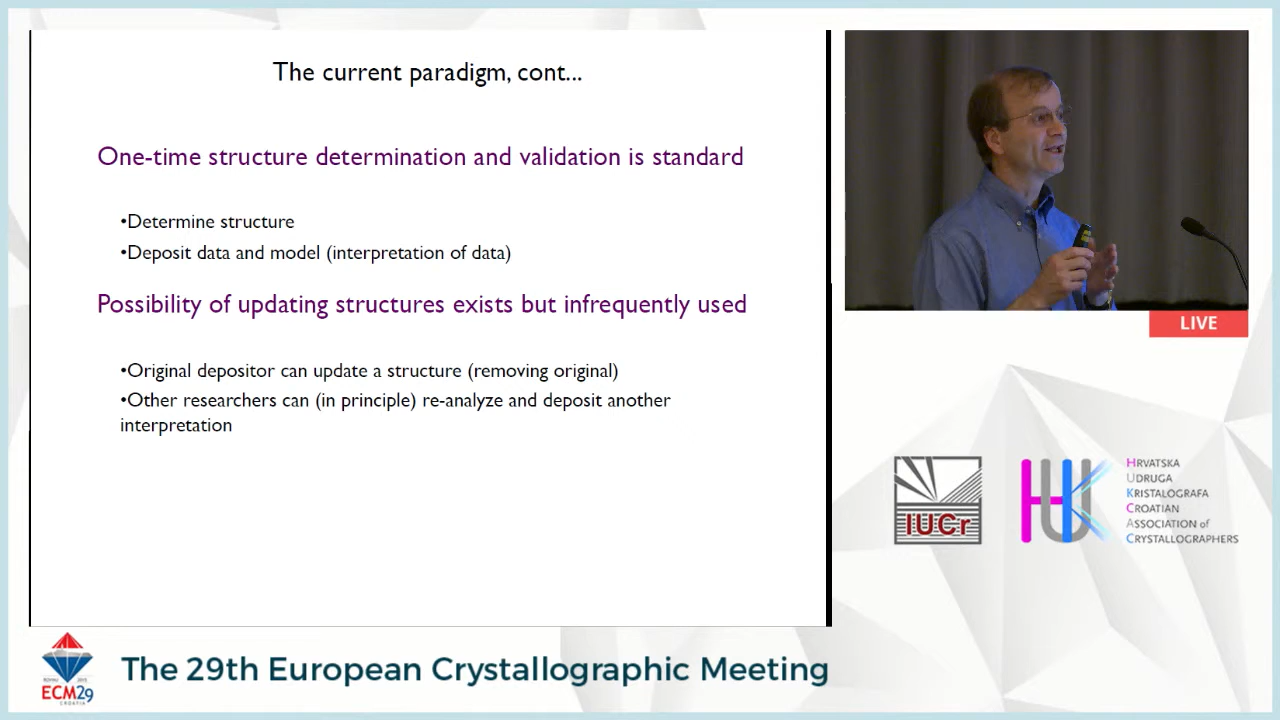 The current paradigm, cont...
One-time structure determination and validation is standard
•Determine structure
•Deposit data and model (interpretation of data)
Possibility of updating structures exists but infrequently used
•Original depositor can update a structure (removing original)
•Other researchers can (in principle) re-analyze and deposit another
interpretation
LIVE
IUCr
HUK
HRVATSKA
UDRUGA
KRISTALOGRAFA
CROATIAN
ASSOCIATION of
CRYSTALLOGRAPHERS
ECM29
CROATIA
The 29th European Crystallographic Meeting